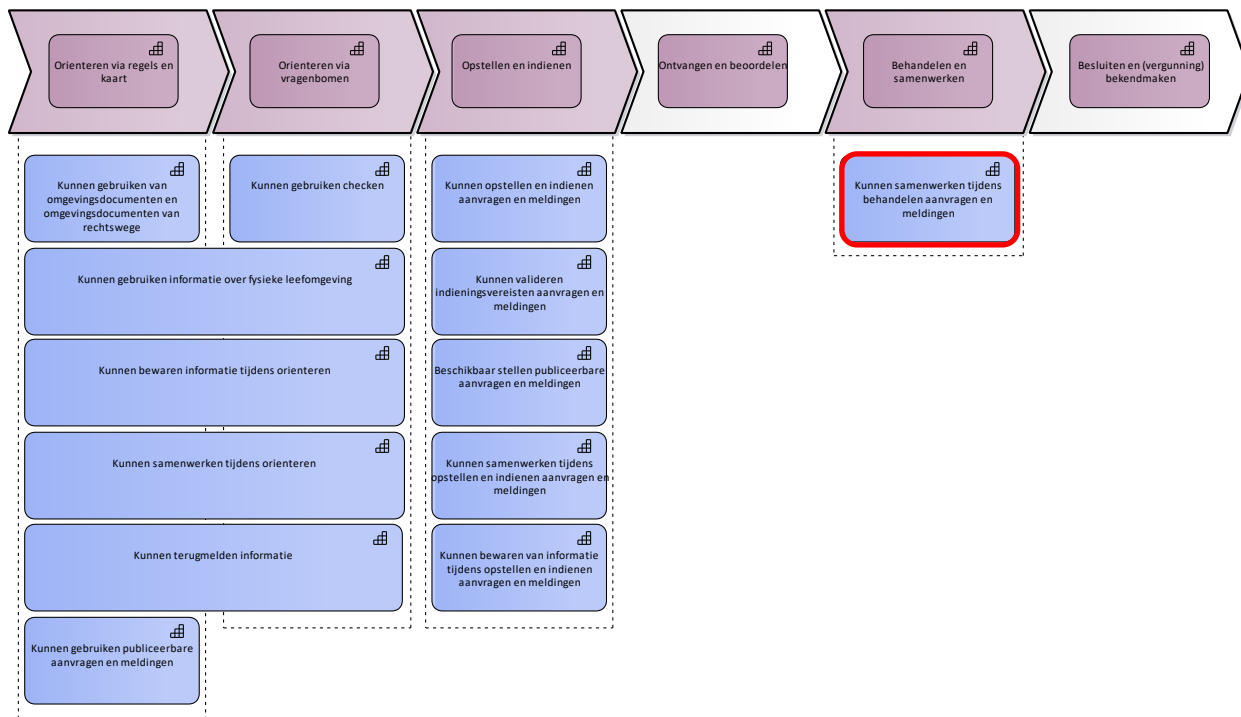 Orienteren via regels en
kaart
Orienteren via
vragenbomen
Opstellen en indienen
Ontvangen en beoordelen
Behandelen en
samenwerken
Besluiten en (vergunning)
bekendmaken
Kunnen gebruiken van
omgevingsdocumenten en
omgevingsdocumenten van
rechtswege
Kunnen gebruiken checken
Kunnen opstellen en indienen
aanvragen en meldingen
Kunnen samenwerken tijdens
behandelen aanvragen en
meldingen
Kunnen gebruiken informatie over fysieke leefomgeving
Kunnen valideren
indieningsvereisten aanvragen en
meldingen
Kunnen bewaren informatie tijdens orienteren
Beschikbaar stellen publiceerbare
aanvragen en meldingen
Kunnen samenwerken tijdens orienteren
Kunnen samenwerken tijdens
opstellen en indienen aanvragen en
meldingen
Kunnen terugmelden informatie
Kunnen bewaren van informatie
tijdens opstellen en indienen
aanvragen en meldingen
Kunnen gebruiken publiceerbare
aanvragen en meldingen